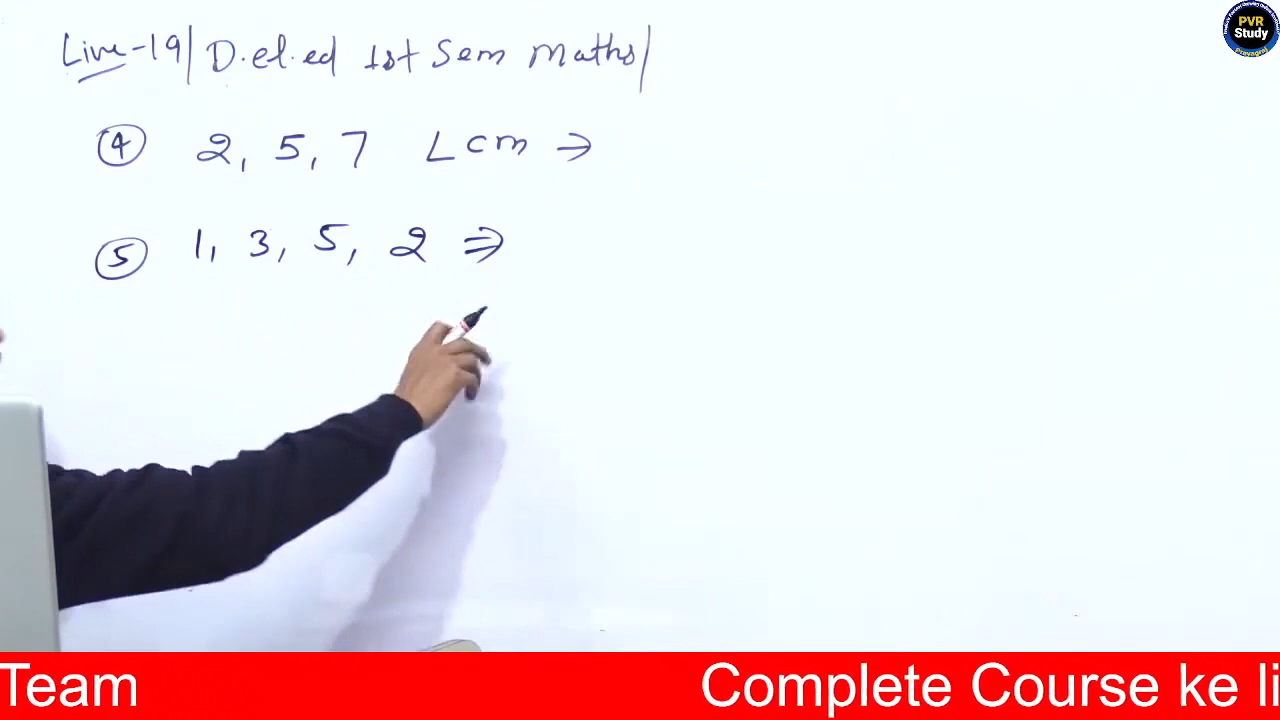 Live-19/ D.el.ed 1st Sem Maths/
④ 2, 5, 7 Lcm ⇒
⑤ 1, 3, 5, 2 ⇒
PVR
Study
Prayagraj
Team Complete Course ke li